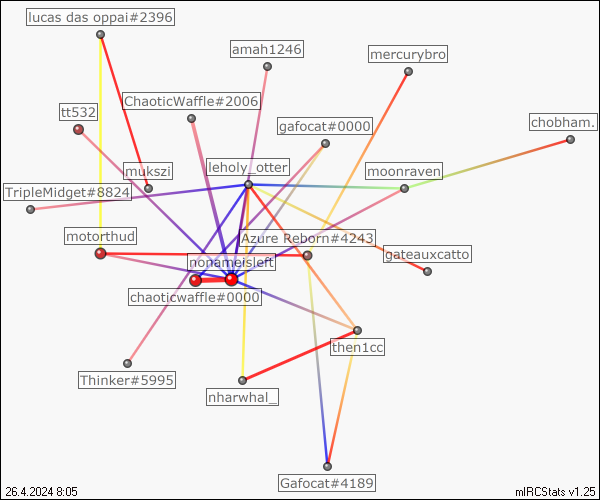 lucas das oppai#2396
amah1246
mercurybro
ChaoticWaffle#2006
tt532
gafocat#0000
chobham.
leholy_otter
mukszi
moonraven
TripleMidget#8824
motorthud
Azure Reborn#4243
gateauxcatto
nonameisleft
chaoticwaffle#0000
then1cc
Thinker#5995
nharwhal_
Gafocat#4189
26.4.2024 8:05
mIRCStats v1.25